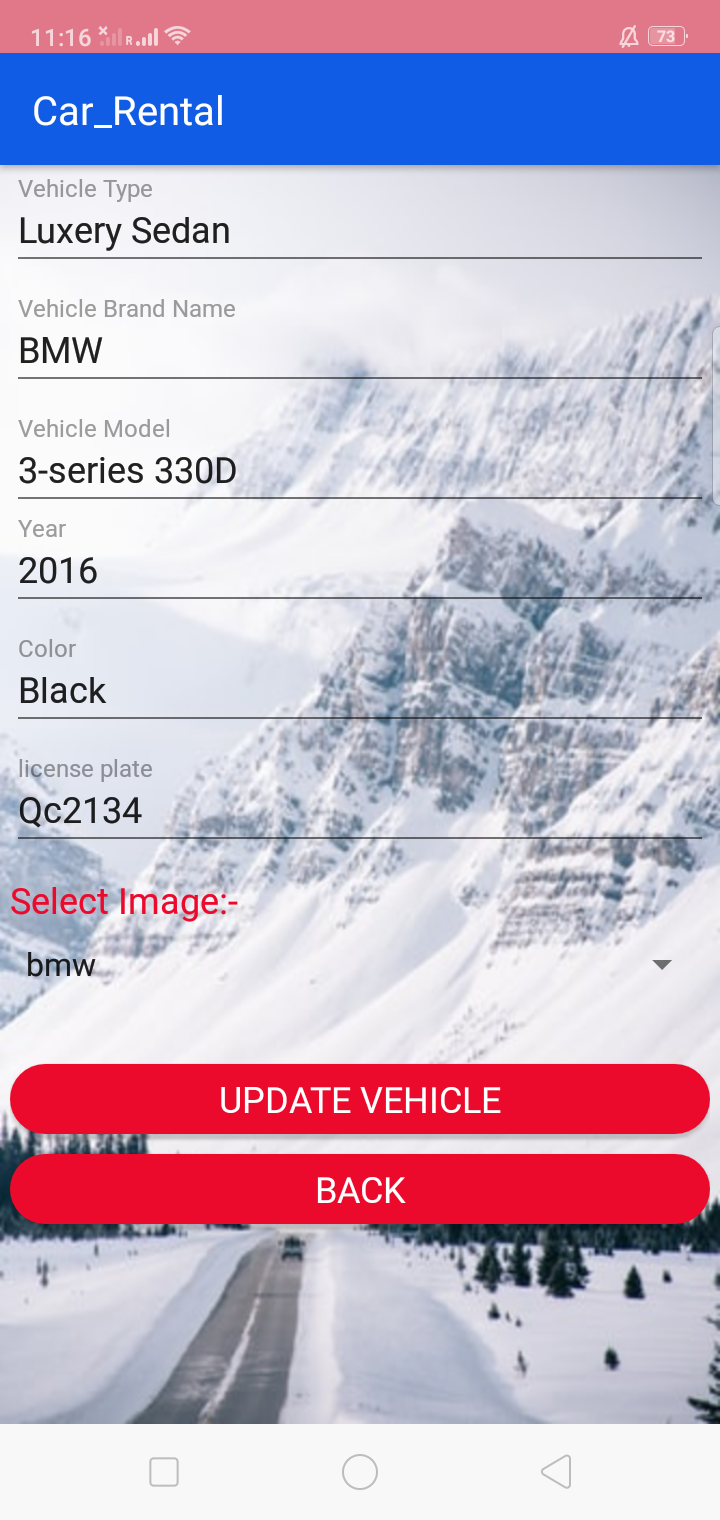 11:16 R 73
Car_Rental
Vehicle Type
Luxery Sedan
Vehicle Brand Name
BMW
Vehicle Model
3-series 330D
Year
2016
Color
Black
license plate
Qc2134
Select Image:-
bmw
UPDATE VEHICLE
BACK